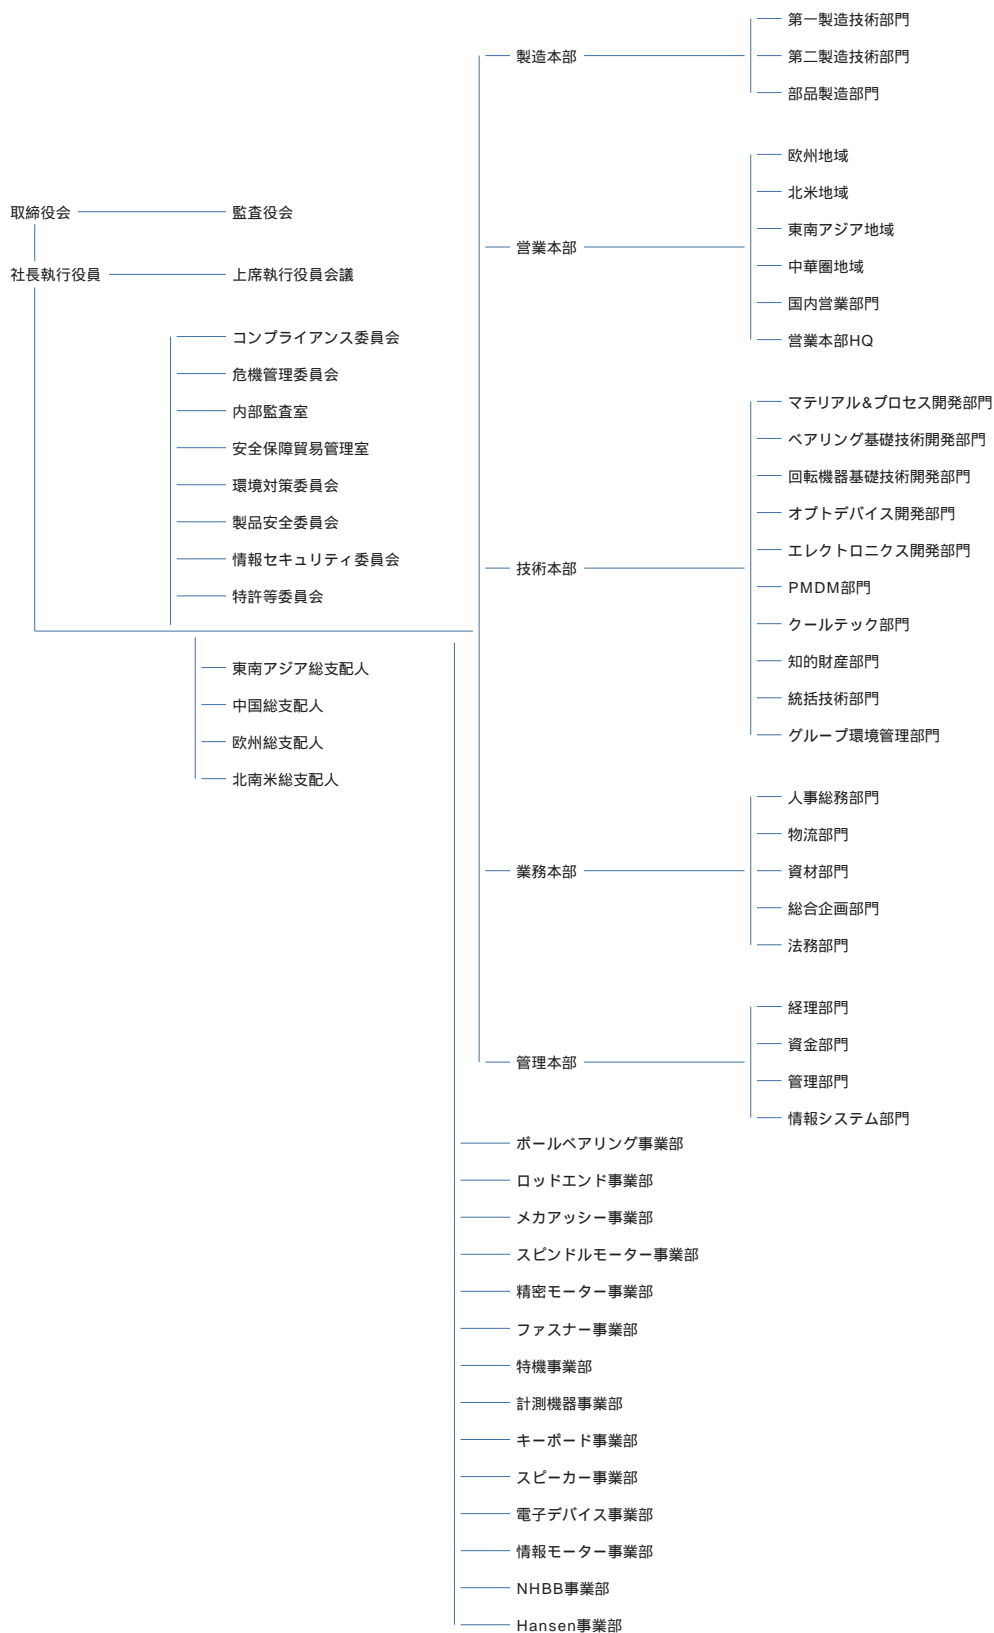 取締役会
監査役会
社長執行役員
上席執行役員会議
コンプライアンス委員会
危機管理委員会
内部監査室
安全保障貿易管理室
環境対策委員会
製品安全委員会
情報セキュリティ委員会
特許等委員会
東南アジア総支配人
中国総支配人
欧州総支配人
北南米総支配人
製造本部
第一製造技術部門
第二製造技術部門
部品製造部門
営業本部
欧州地域
北米地域
東南アジア地域
中華圏地域
国内営業部門
営業本部HQ
技術本部
マテリアル&プロセス開発部門
ベアリング基礎技術開発部門
回転機器基礎技術開発部門
オプトデバイス開発部門
エレクトロニクス開発部門
PMDM部門
クールテック部門
知的財産部門
統括技術部門
グループ環境管理部門
業務本部
人事総務部門
物流部門
資材部門
総合企画部門
法務部門
管理本部
経理部門
資金部門
管理部門
情報システム部門
ボールベアリング事業部
ロッドエンド事業部
メカアッシー事業部
スピンドルモーター事業部
精密モーター事業部
ファスナー事業部
特機事業部
計測機器事業部
キーボード事業部
スピーカー事業部
電子デバイス事業部
情報モーター事業部
NHBB事業部
Hansen事業部